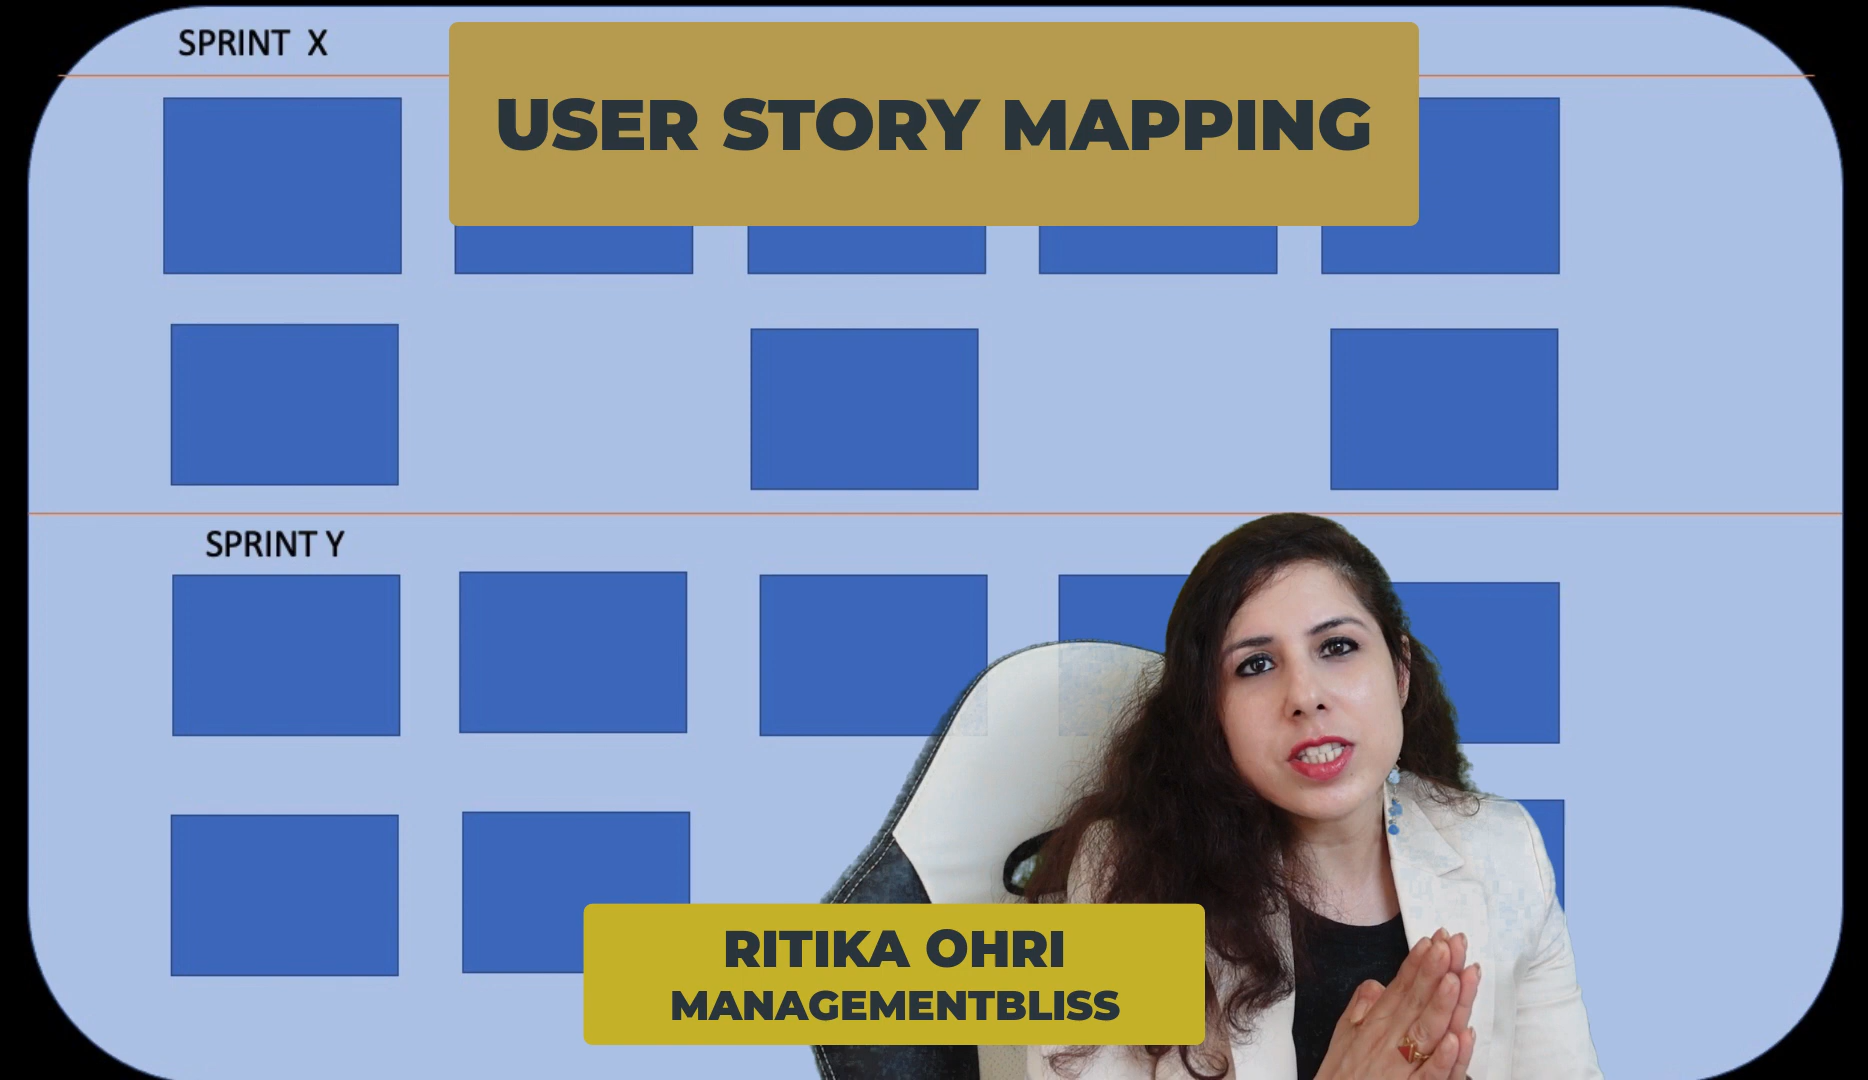 SPRINT X
USER STORY MAPPING
SPRINT Y
RITIKA OHRI
MANAGEMENTBLISS